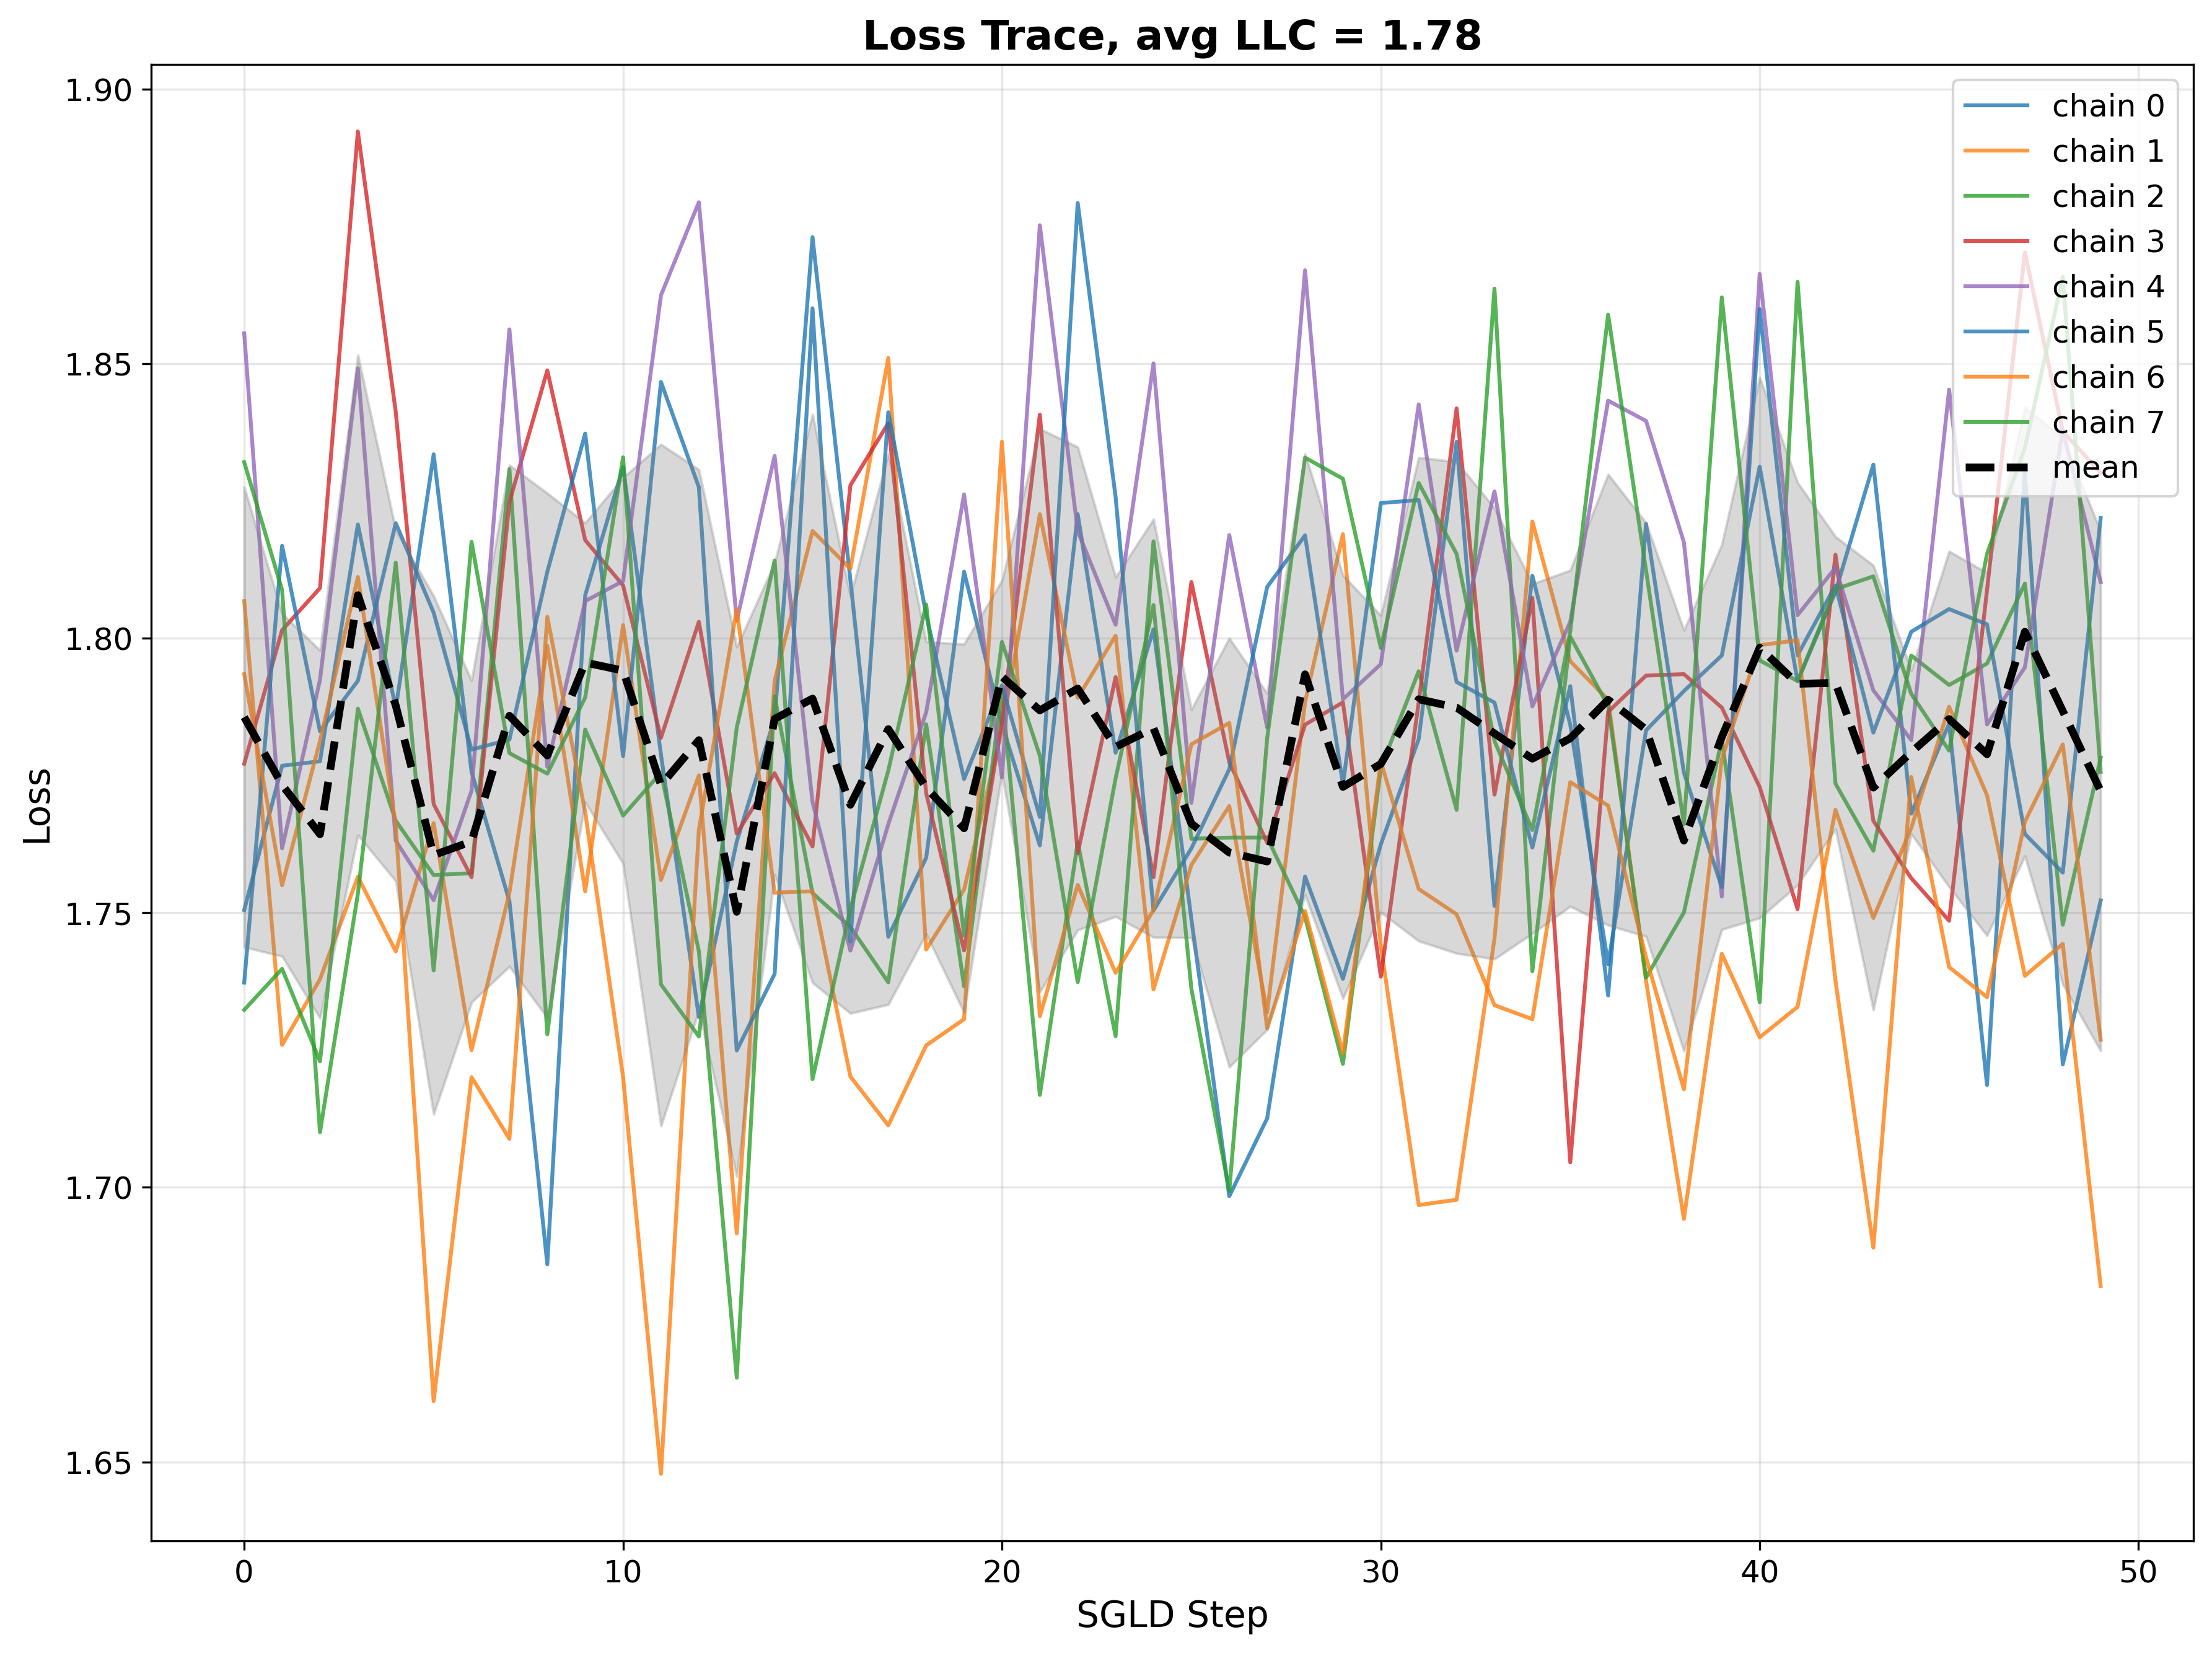 Loss Trace, avg LLC = 1.78
1.90
1.85
1.80
1.75
1.70
1.65
Loss
0
10
20
30
40
50
SGLD Step
chain 0
chain 1
chain 2
chain 3
chain 4
chain 5
chain 6
chain 7
mean